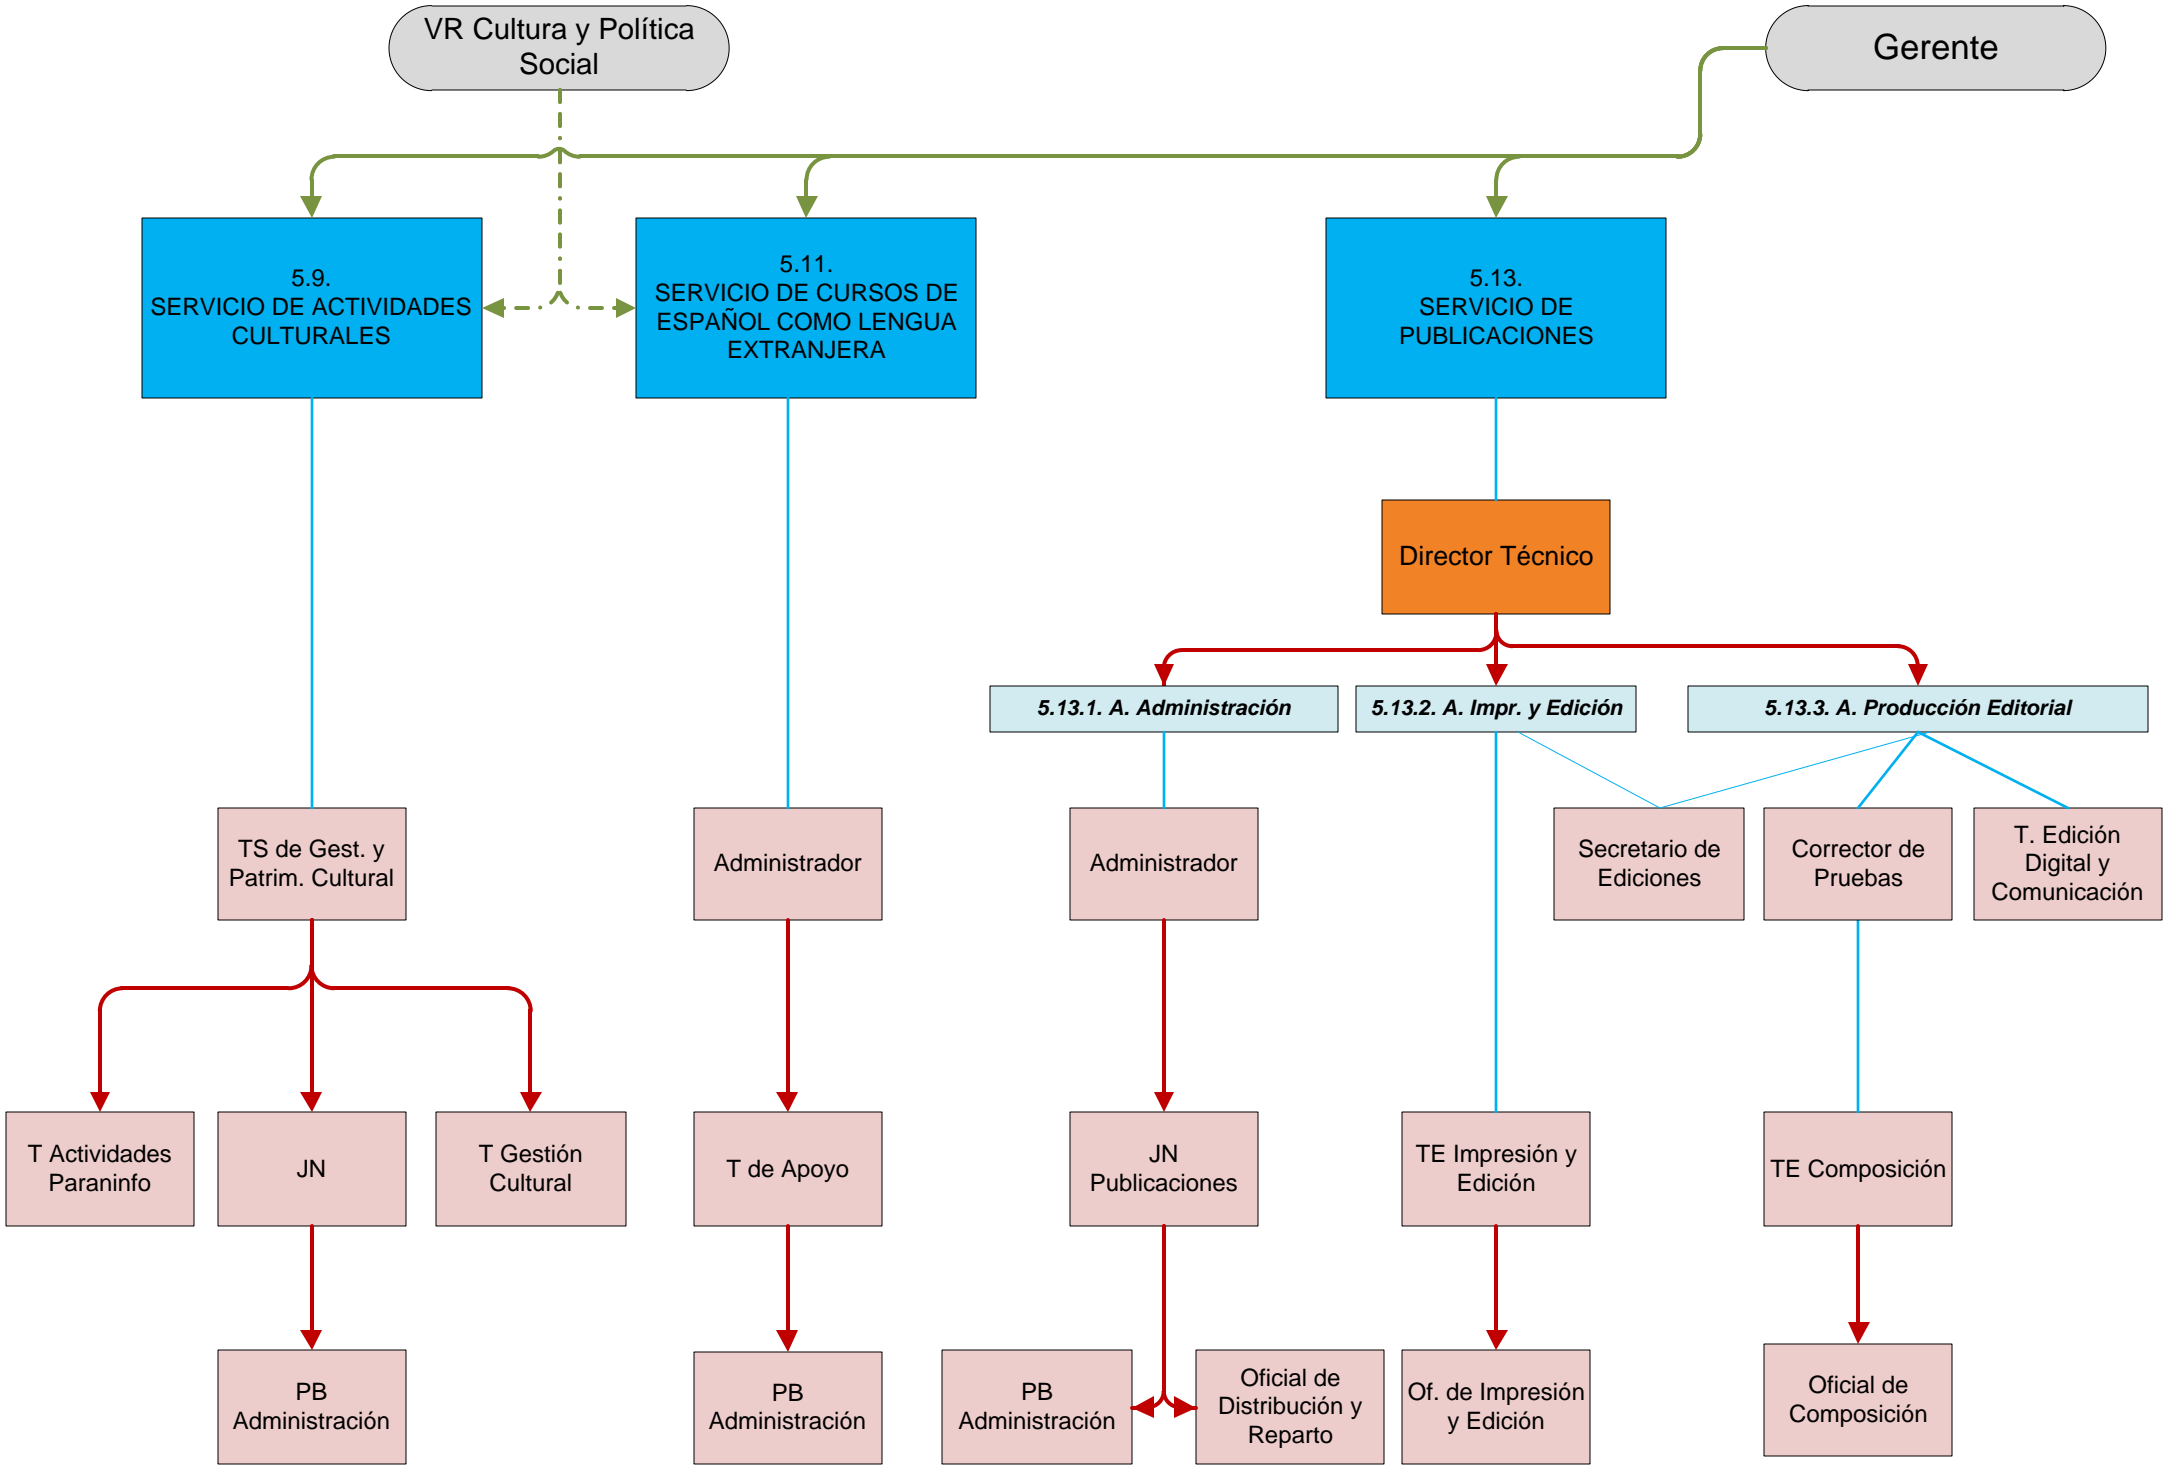 VR Cultura y Política
Social
Gerente
5.9.
SERVICIO DE ACTIVIDADES
CULTURALES
5.11.
SERVICIO DE CURSOS DE
ESPAÑOL COMO LENGUA
EXTRANJERA
5.13.
SERVICIO DE
PUBLICACIONES
Director Técnico
5.13.1. A. Administración
5.13.2. A. Impr. y Edición
5.13.3. A. Producción Editorial
TS de Gest. y
Patrim. Cultural
Administrador
Administrador
Secretario de
Ediciones
Corrector de
Pruebas
T. Edición
Digital y
Comunicación
T Actividades
Paraninfo
JN
T Gestión
Cultural
T de Apoyo
JN
Publicaciones
TE Impresión y
Edición
TE Composición
PB
Administración
PB
Administración
PB
Administración
Oficial de
Distribución y
Reparto
Of. de Impresión
y Edición
Oficial de
Composición